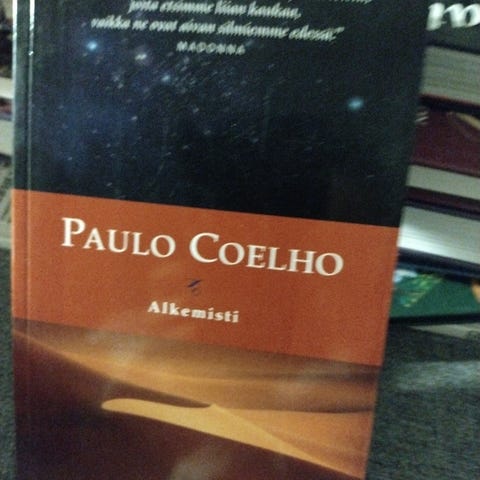 joita etsimme liian kaukaa,
vaikka ne ovat aivan silmiemme edessä."
MADONNA
PAULO COELHO
Alkemisti